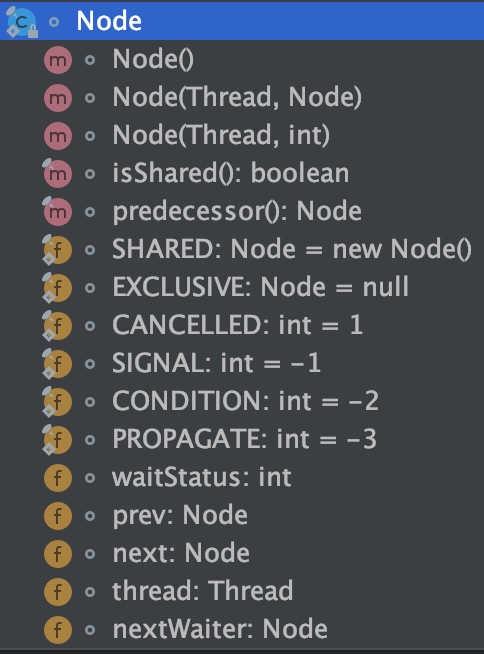 Node
Node()
Node(Thread, Node)
Node(Thread, int)
isShared(): boolean
predecessor(): Node
SHARED: Node = new Node()
EXCLUSIVE: Node = null
CANCELLED: int = 1
SIGNAL: int = −1
CONDITION: int = −2
PROPAGATE: int = −3
waitStatus: int
prev: Node
next: Node
thread: Thread
nextWaiter: Node